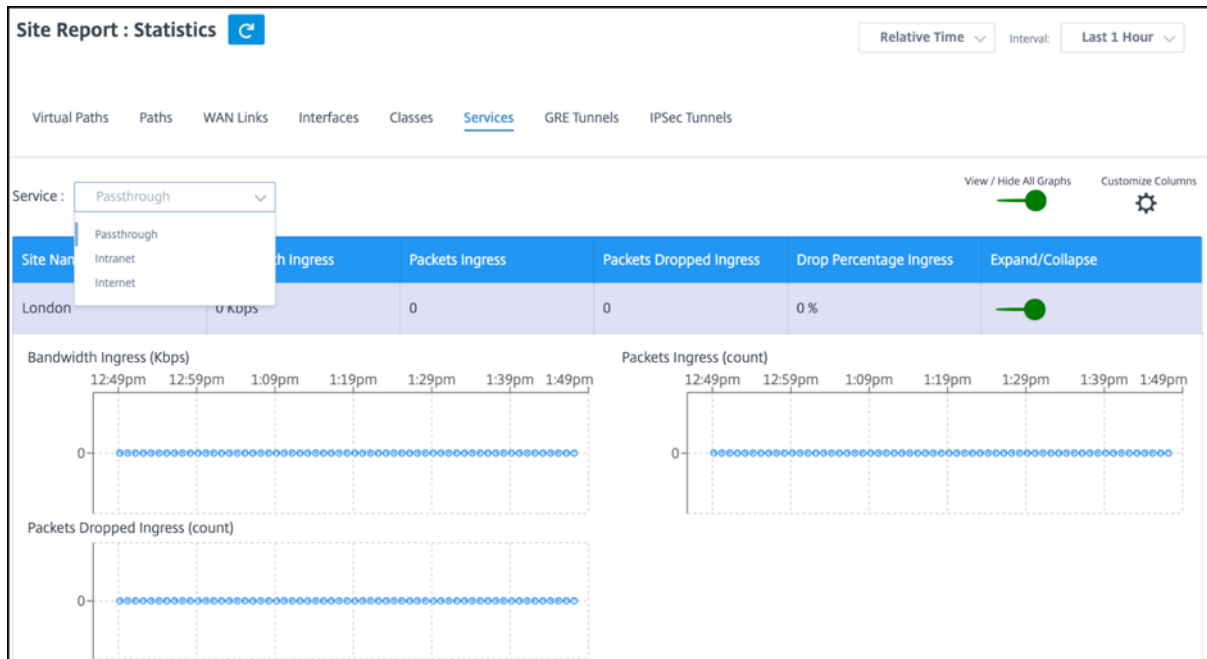 Site Report : Statistics
Relative Time
Interval:
Last 1 Hour
Virtual Paths Paths WAN Links Interfaces Classes Services GRE Tunnels IPSec Tunnels
Service : Passthrough
View / Hide All Graphs Customize Columns
Passthrough
Intranet
Internet
Site Nam h Ingress Packets Ingress Packets Dropped Ingress Drop Percentage Ingress Expand/Collapse
London 0 Kbps 0 0 0 %
Bandwidth Ingress (Kbps)
12:49pm 12:59pm 1:09pm 1:19pm 1:29pm 1:39pm 1:49pm
0
Packets Ingress (count)
12:49pm 12:59pm 1:09pm 1:19pm 1:29pm 1:39pm 1:49pm
0
Packets Dropped Ingress (count)
0